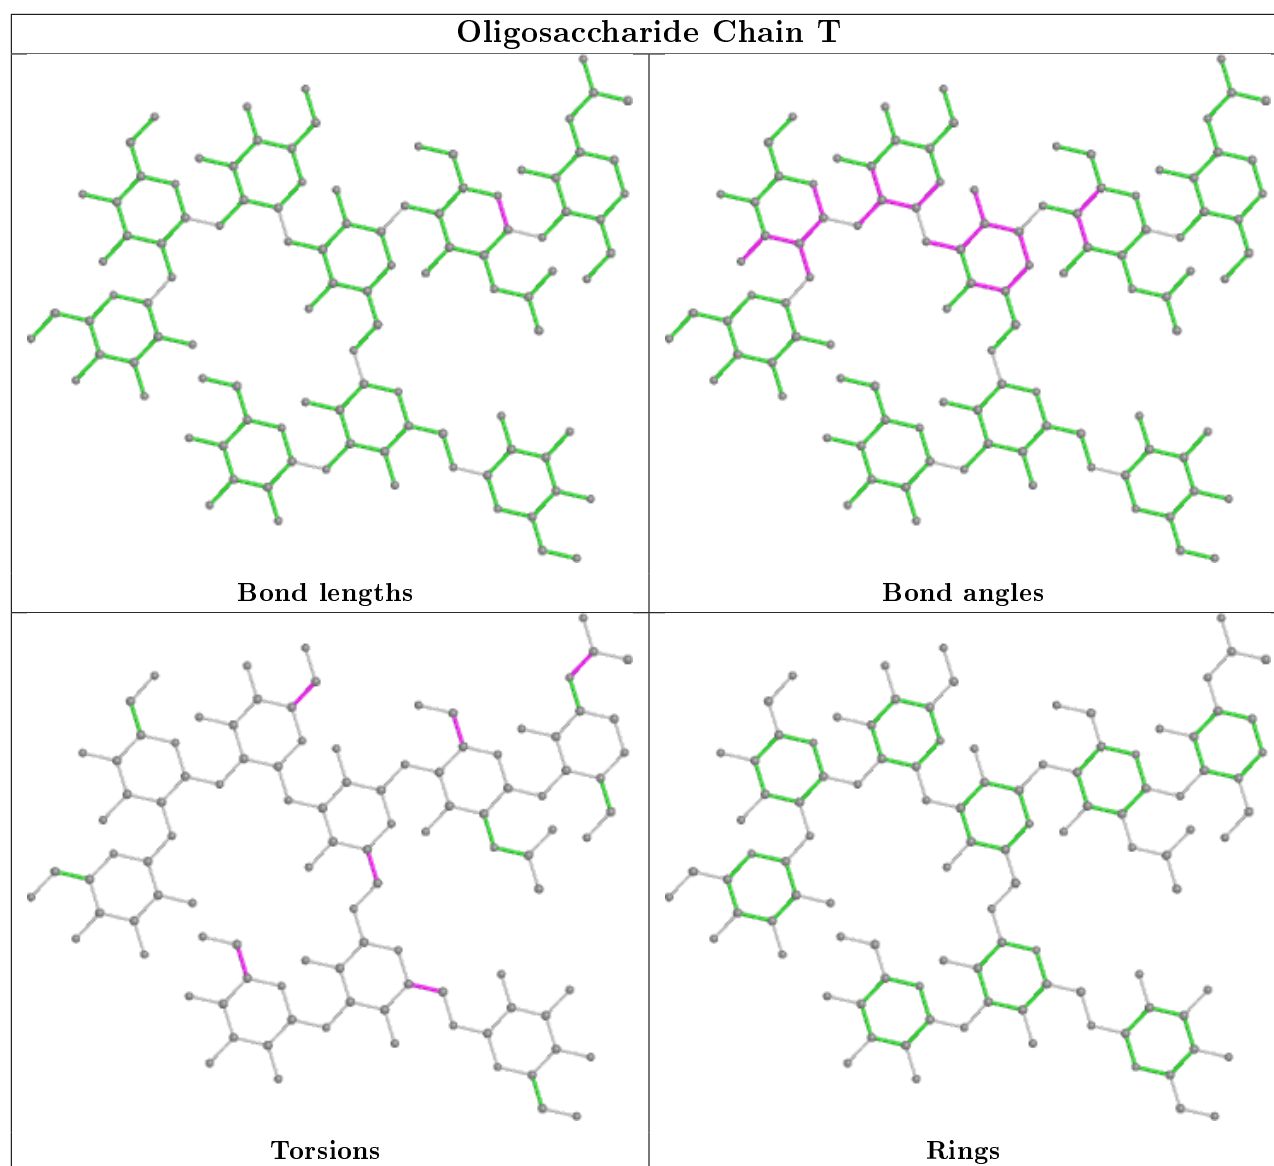 Oligosaccharide Chain T
Bond lengths
Bond angles
Torsions
Rings